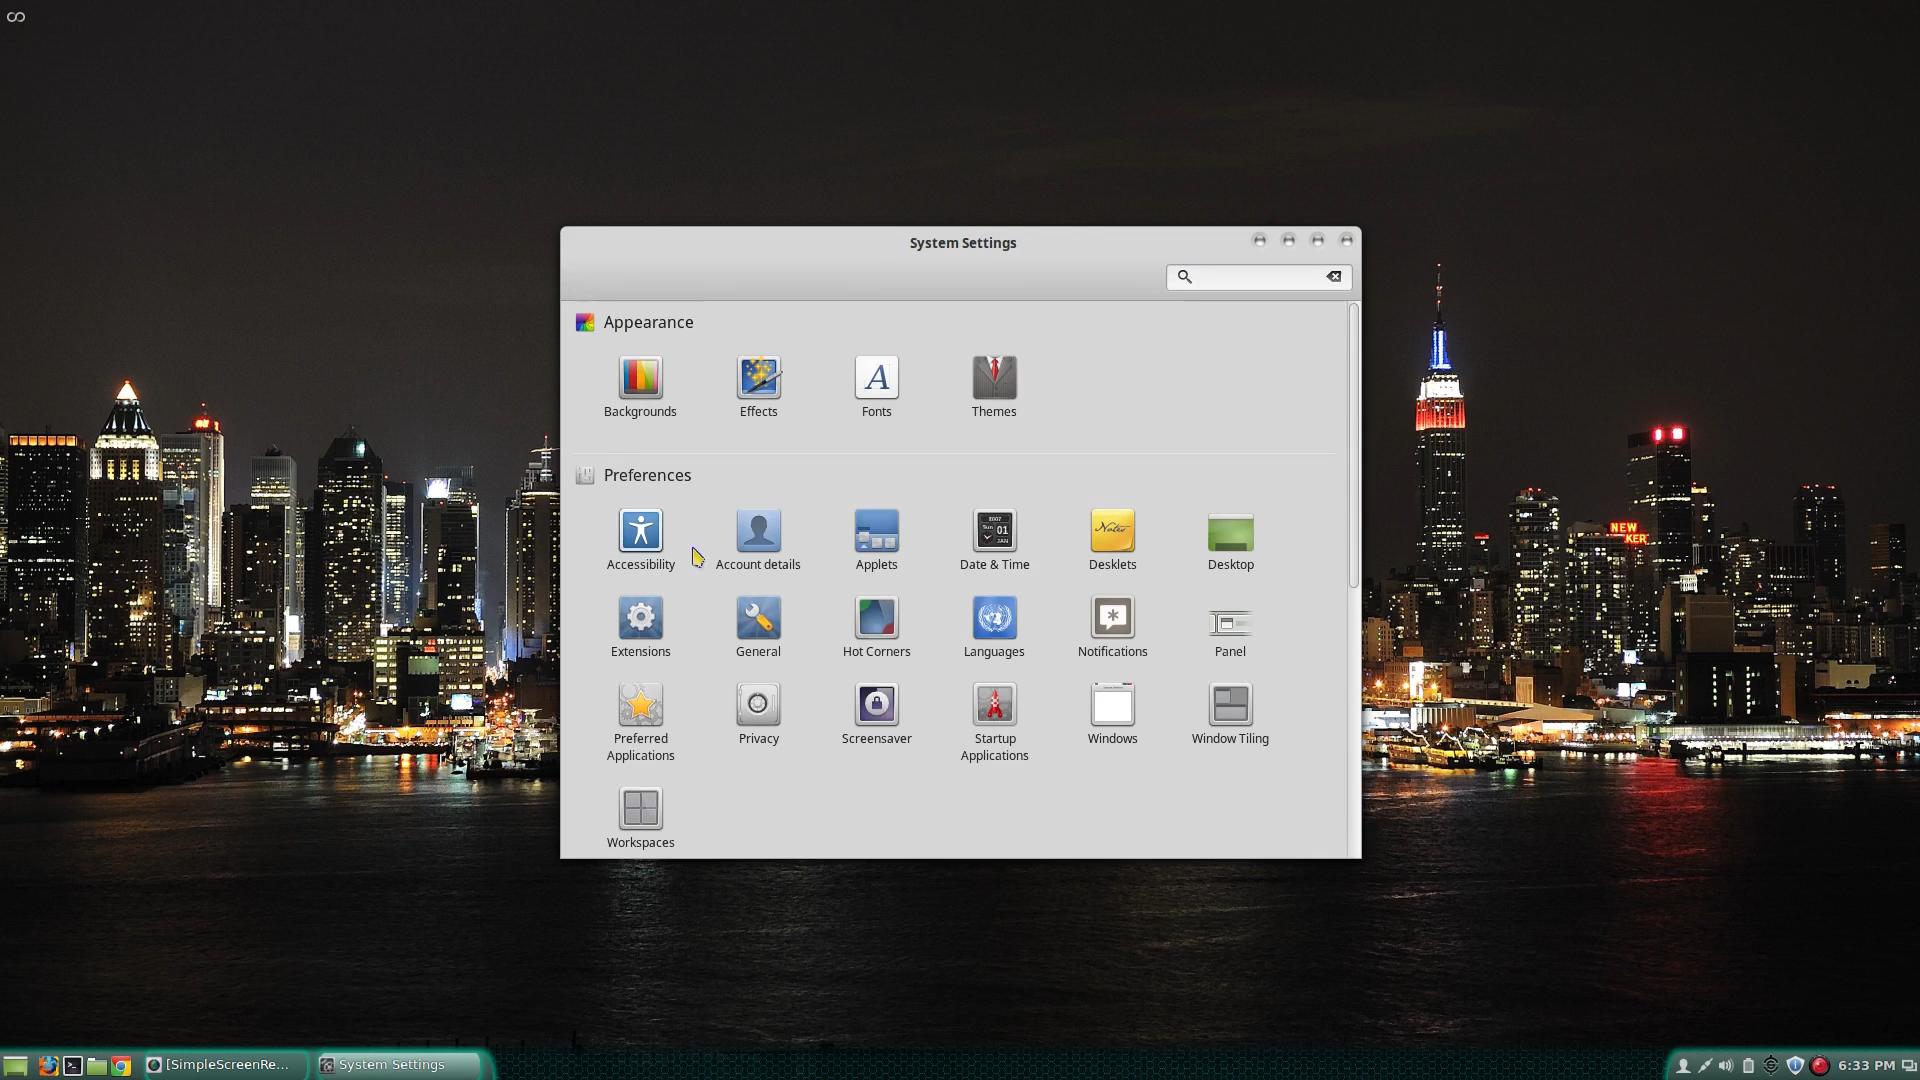 System Settings
Appearance
Backgrounds
Effects
Fonts
Themes
Preferences
Accessibility
Account details
Applets
Date & Time
Desklets
Desktop
Extensions
General
Hot Corners
Languages
Notifications
Panel
Preferred
Applications
Privacy
Screensaver
Startup
Applications
Windows
Window Tiling
Workspaces
NEW
KER
[SimpleScreenRe...
System Settings
6:33 PM